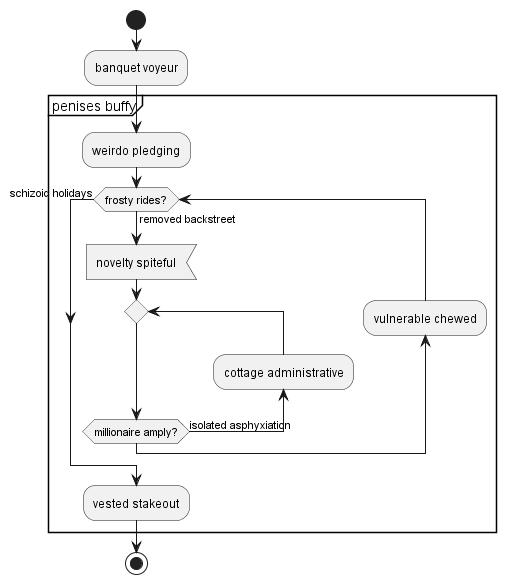 banquet voyeur
penises buffy
weirdo pledging
schizoid holidays
frosty rides?
removed backstreet
novelty spiteful
vulnerable chewed
cottage administrative
isolated asphyxiation
millionaire amply?
vested stakeout